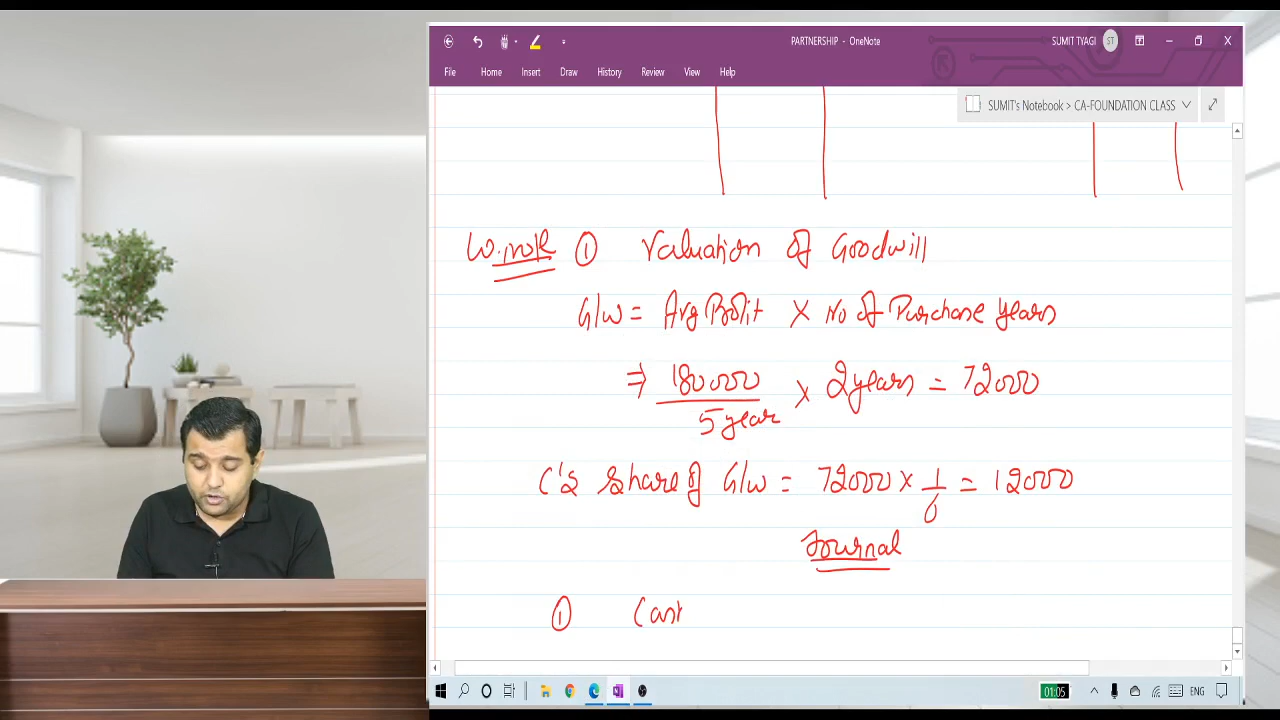 PARTNERSHIP - OneNote
SUMIT TYAGI ST
File Home Insert Draw History Review View Help
SUMIT's Notebook > CA-FOUNDATION CLASS
W.note ① Valuation of Goodwill
G/w = Avg Profit × No of Purchase years
⇒ 180000 / 5 year × 2 years = 72000
C's Share of G/w = 72000 × 1/6 = 12000
Journal
① Cash
01:05 ENG